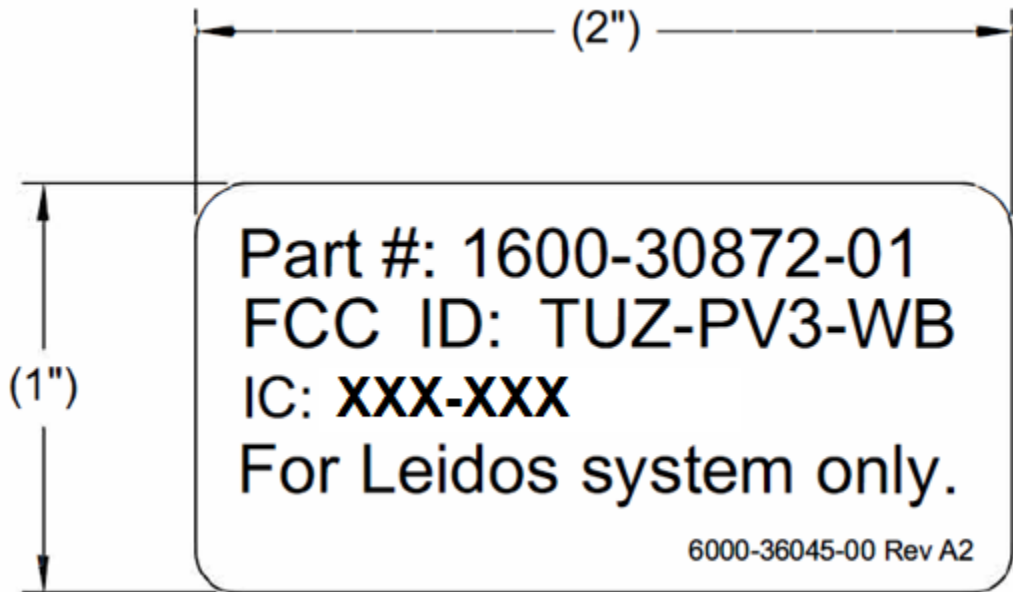 (2")
(1")
Part #: 1600-30872-01
FCC ID: TUZ-PV3-WB
IC: XXX-XXX
For Leidos system only.
6000-36045-00 Rev A2